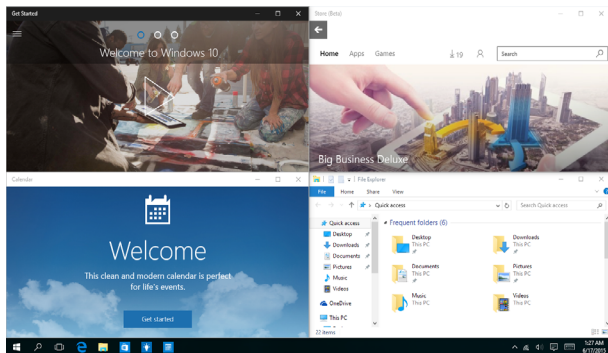 Get Started
Welcome to Windows 10
Store (Beta)
Home Apps Games
19
Search
Big Business Deluxe
Calendar
Welcome
This clean and modern calendar is perfect
for life's events.
Get started
File Explorer
File Home Share View
Quick access
Search Quick access
Quick access
Desktop
Downloads
Documents
Pictures
Music
Videos
OneDrive
This PC
Frequent folders (6)
Desktop
This PC
Downloads
This PC
Documents
This PC
Pictures
This PC
Music
This PC
Videos
This PC
22 items
1:27 AM
6/17/2015